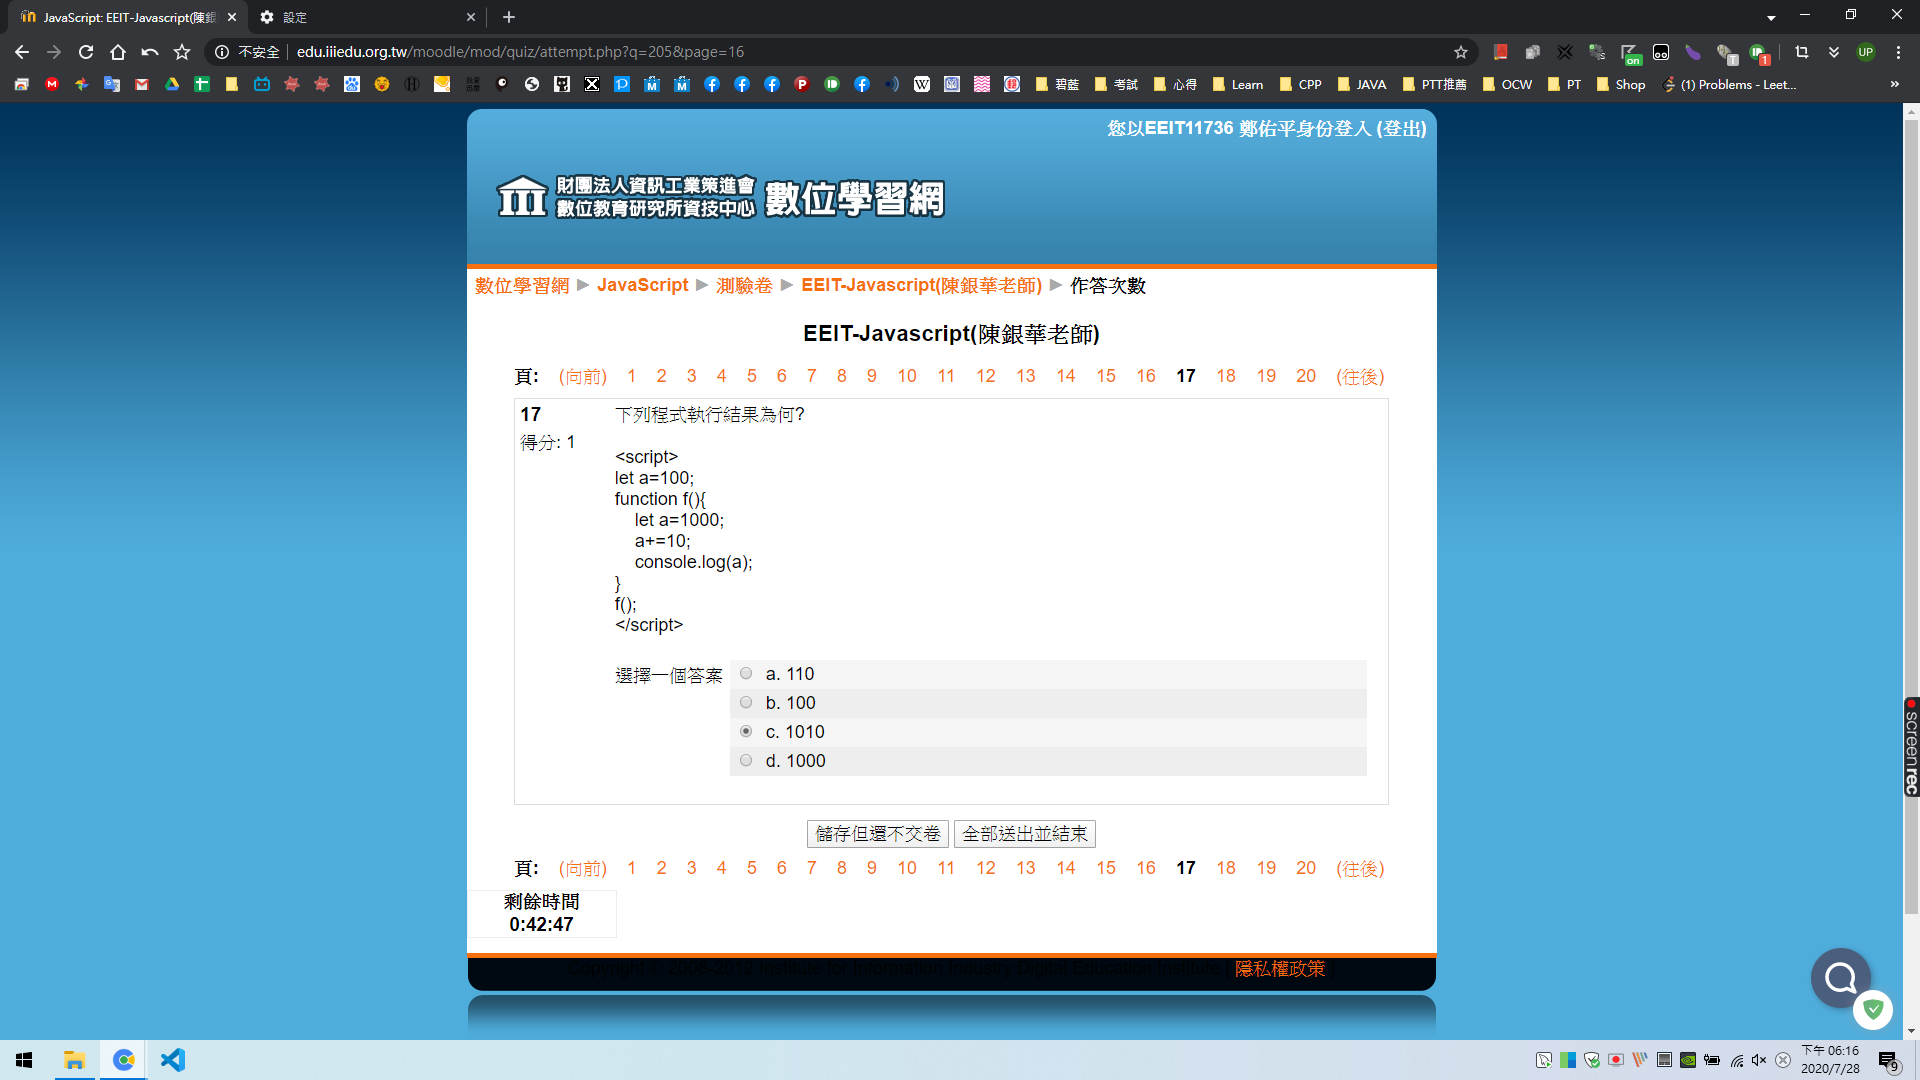 JavaScript: EEIT-Javascript(陳銀
設定
不安全
edu.iiiedu.org.tw/moodle/mod/quiz/attempt.php?q=205&page=16
on
T
1
UP
碧藍
考試
心得
Learn
CPP
JAVA
PTT推薦
OCW
PT
Shop
(1) Problems - Leet...
您以EEIT11736 鄭佑平身份登入 (登出)
財團法人資訊工業策進會
數位教育研究所資技中心
數位學習網
數位學習網 ► JavaScript ► 測驗卷 ► EEIT-Javascript(陳銀華老師) ► 作答次數
EEIT-Javascript(陳銀華老師)
頁: (向前) 1 2 3 4 5 6 7 8 9 10 11 12 13 14 15 16 17 18 19 20 (往後)
17
得分: 1
下列程式執行結果為何?
<script>
let a=100;
function f(){
let a=1000;
a+=10;
console.log(a);
}
f();
</script>
選擇一個答案
a. 110
b. 100
c. 1010
d. 1000
儲存但還不交卷
全部送出並結束
頁: (向前) 1 2 3 4 5 6 7 8 9 10 11 12 13 14 15 16 17 18 19 20 (往後)
剩餘時間
0:42:47
Copyright © 2008-2012 Institute for Information Industry Digital Education Institute | 隱私權政策
screenrec
下午 06:16
2020/7/28
9